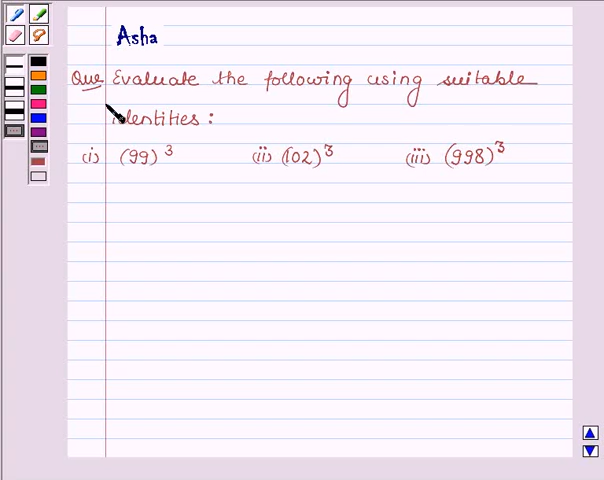 Asha
Que Evaluate the following using suitable
identities :
(i) (99)³ (ii) (102)³ (iii) (998)³